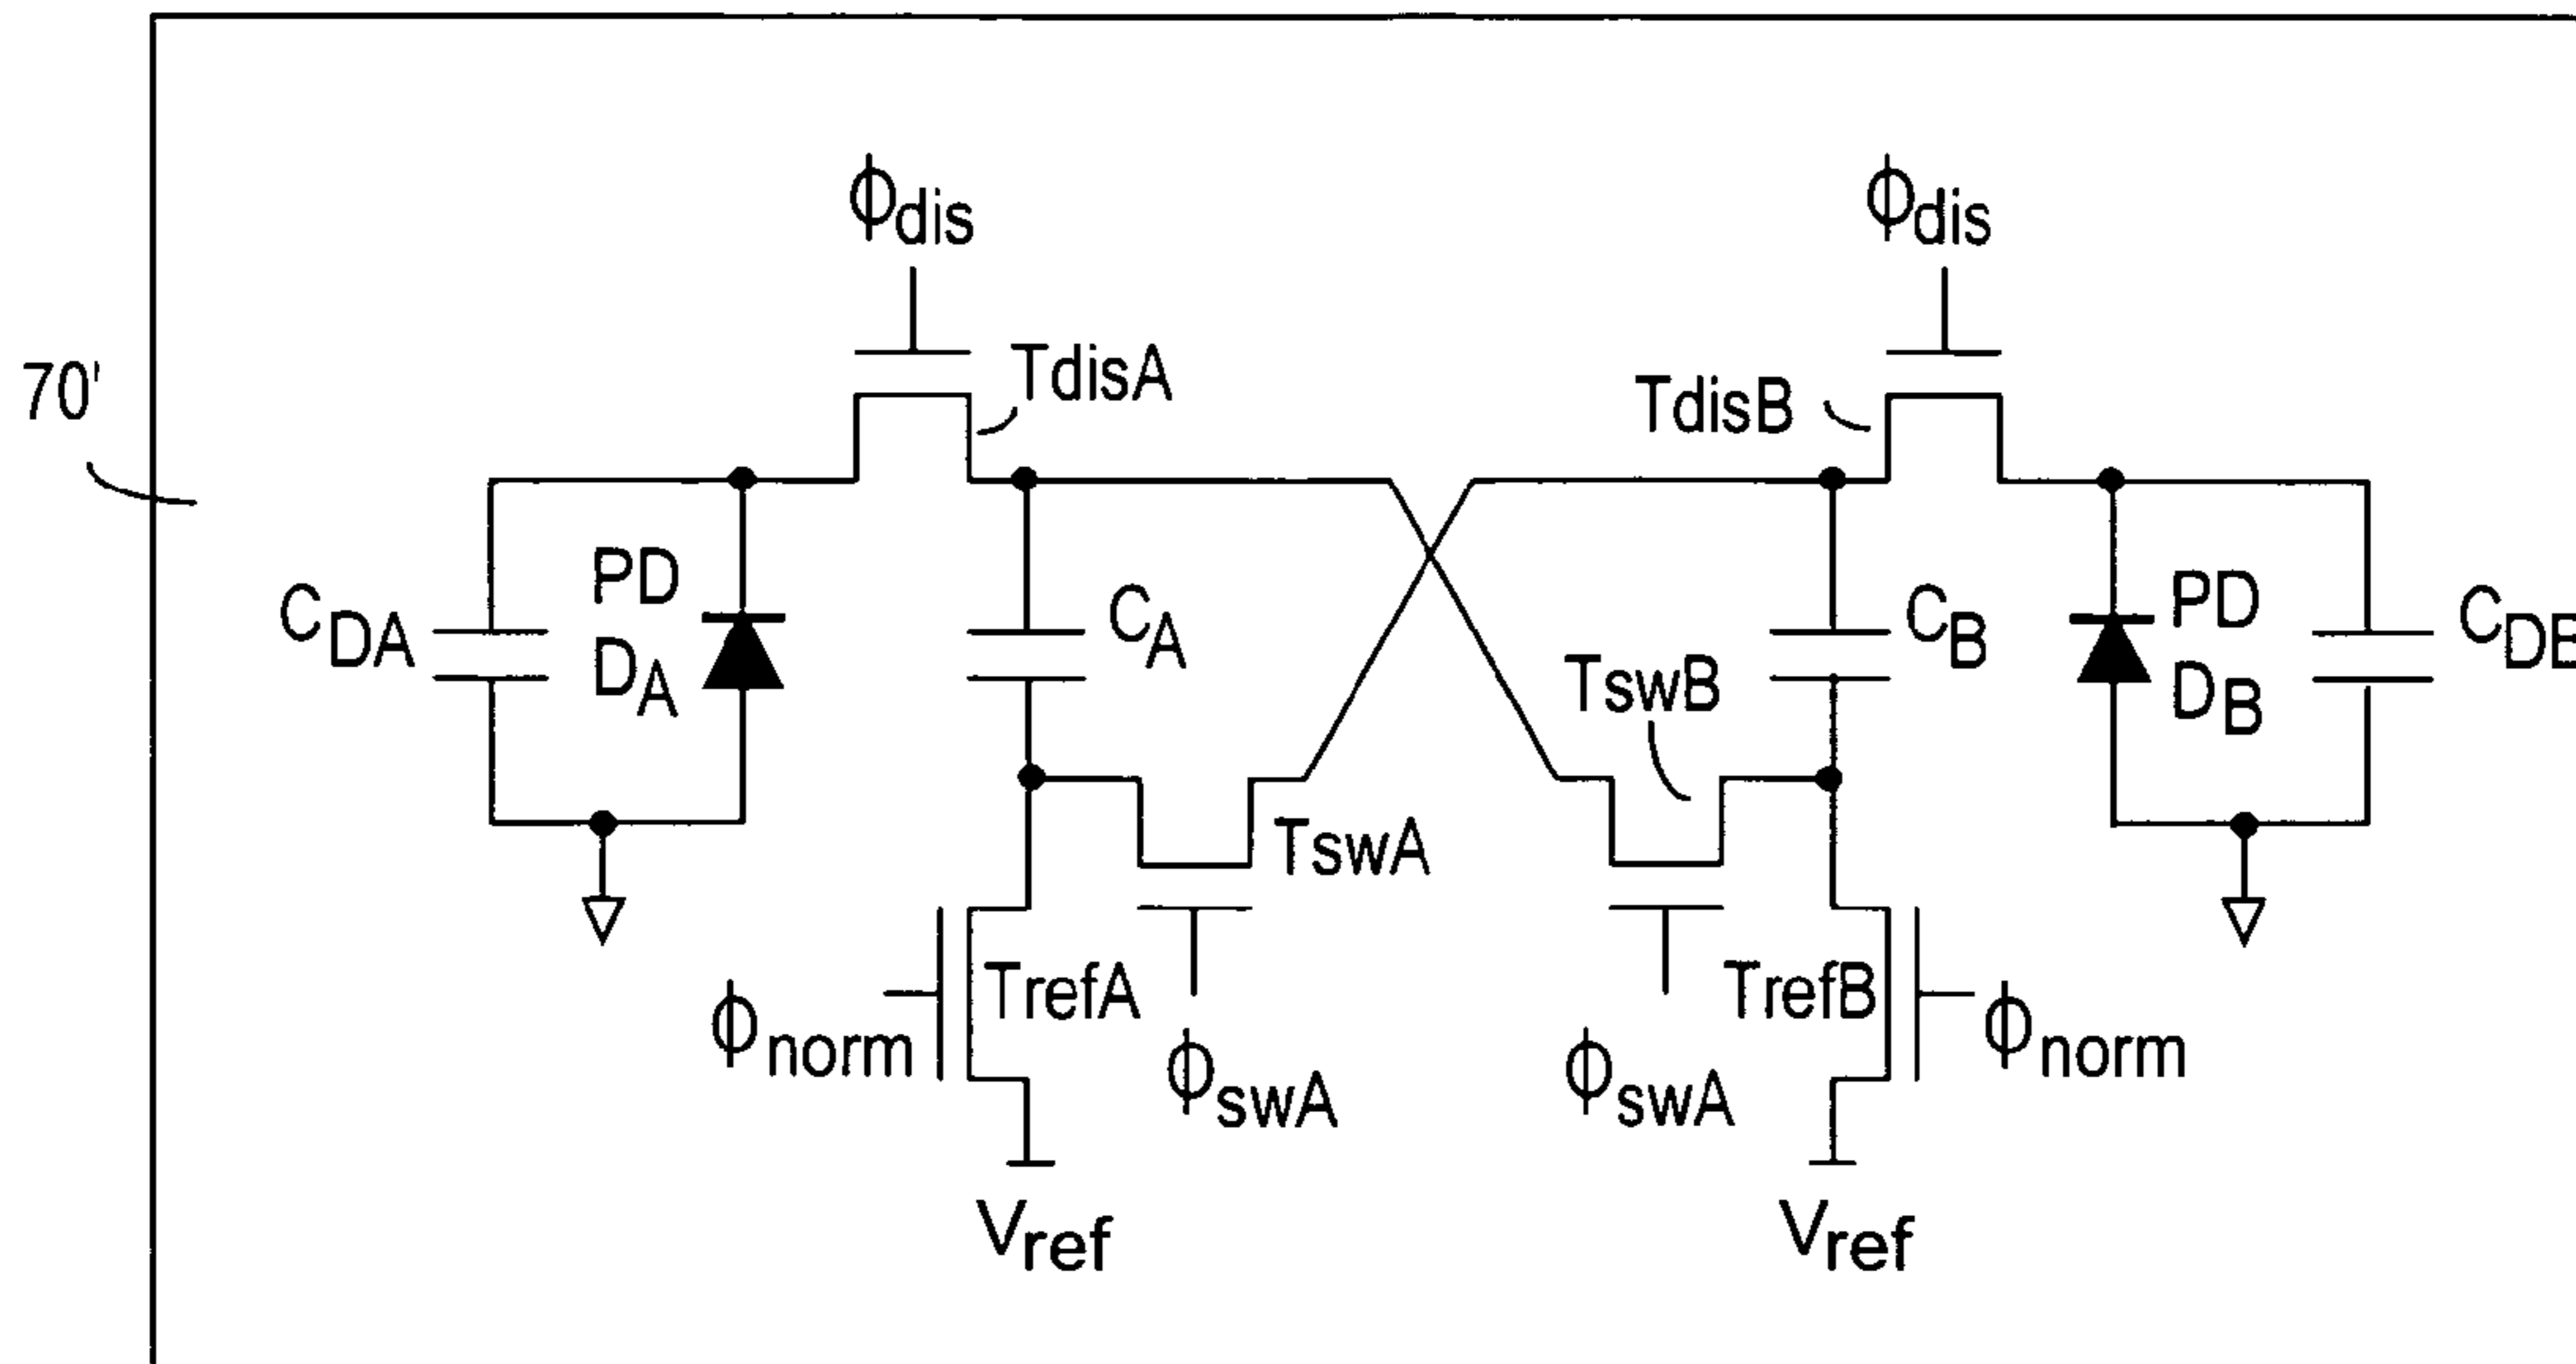 ϕdis
ϕdis
70'
TdisA
TdisB
CDA
PD
DA
CA
TswB
CB
PD
DB
CDB
TswA
ϕnorm
TrefA
ϕswA
ϕswA
TrefB
ϕnorm
Vref
Vref